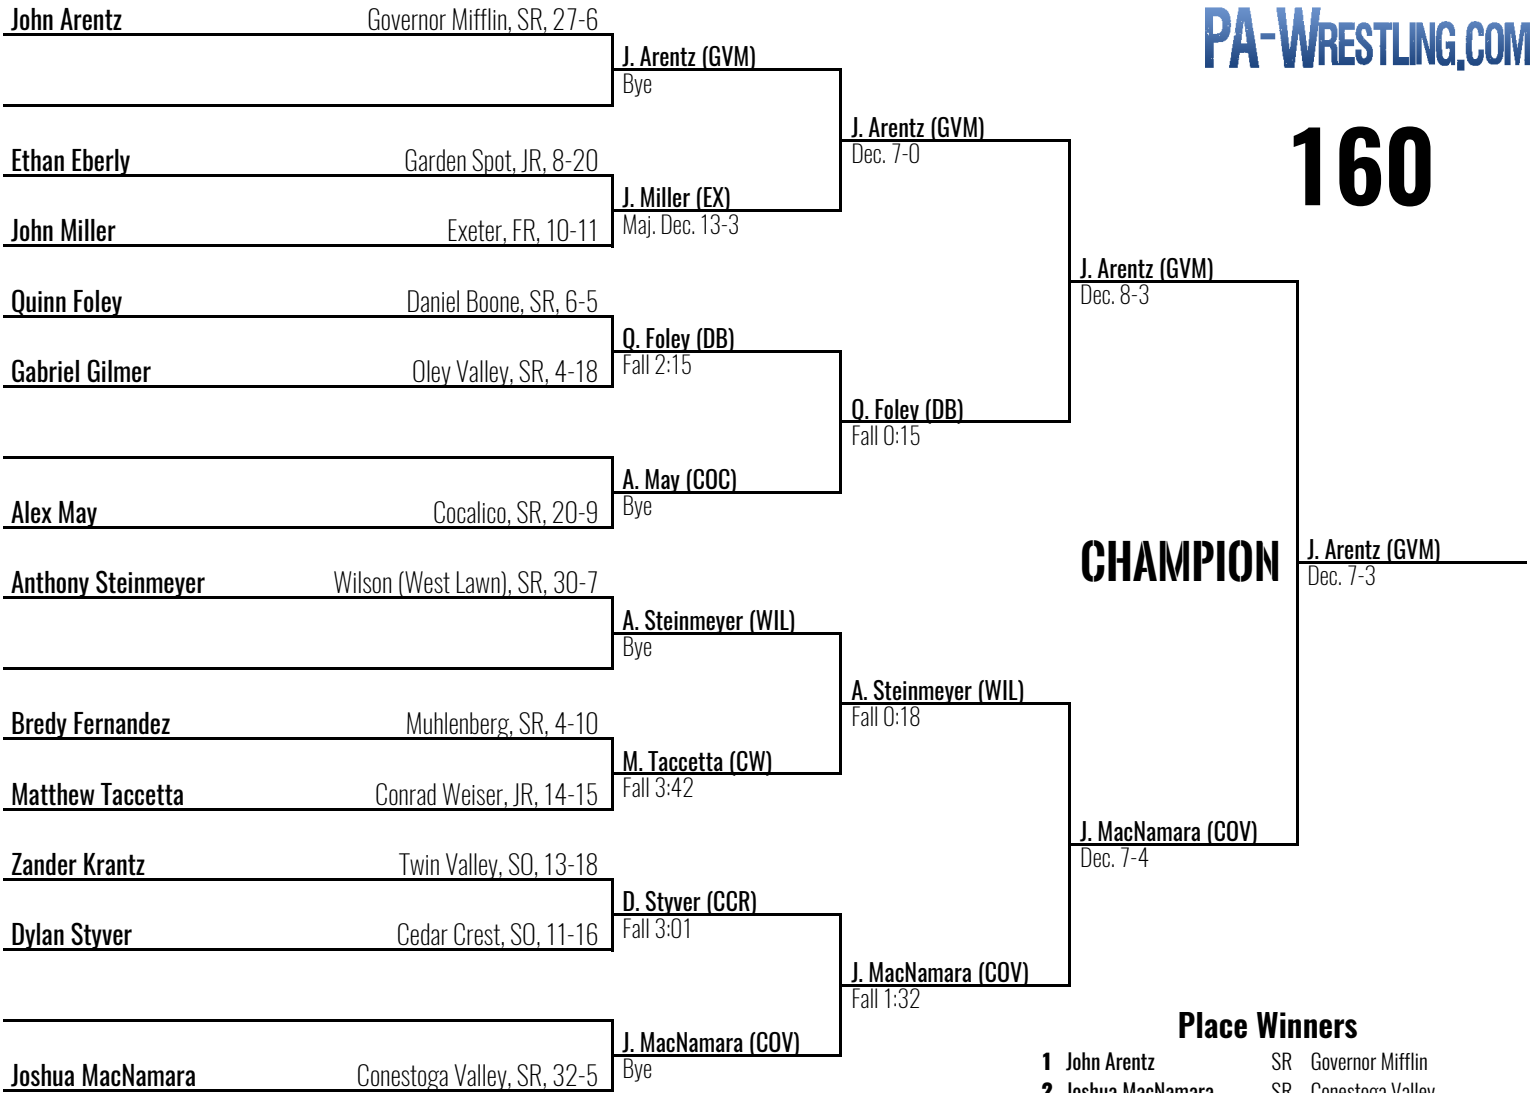 John Arentz Governor Mifflin, SR, 27-6
PA-WRESTLING.COM
J. Arentz (GVM)
Bye
J. Arentz (GVM)
Dec. 7-0
160
Ethan Eberly Garden Spot, JR, 8-20
J. Miller (EX)
Maj. Dec. 13-3
John Miller Exeter, FR, 10-11
J. Arentz (GVM)
Dec. 8-3
Quinn Foley Daniel Boone, SR, 6-5
Q. Foley (DB)
Fall 2:15
Gabriel Gilmer Oley Valley, SR, 4-18
Q. Foley (DB)
Fall 0:15
A. May (COC)
Bye
Alex May Cocalico, SR, 20-9
CHAMPION
J. Arentz (GVM)
Dec. 7-3
Anthony Steinmeyer Wilson (West Lawn), SR, 30-7
A. Steinmeyer (WIL)
Bye
A. Steinmeyer (WIL)
Fall 0:18
Bredy Fernandez Muhlenberg, SR, 4-10
M. Taccetta (CW)
Fall 3:42
Matthew Taccetta Conrad Weiser, JR, 14-15
J. MacNamara (COV)
Dec. 7-4
Zander Krantz Twin Valley, SO, 13-18
D. Styver (CCR)
Fall 3:01
Dylan Styver Cedar Crest, SO, 11-16
J. MacNamara (COV)
Fall 1:32
J. MacNamara (COV)
Bye
Joshua MacNamara Conestoga Valley, SR, 32-5
Place Winners
1 John Arentz SR Governor Mifflin
2 Joshua MacNamara SR Conestoga Valley